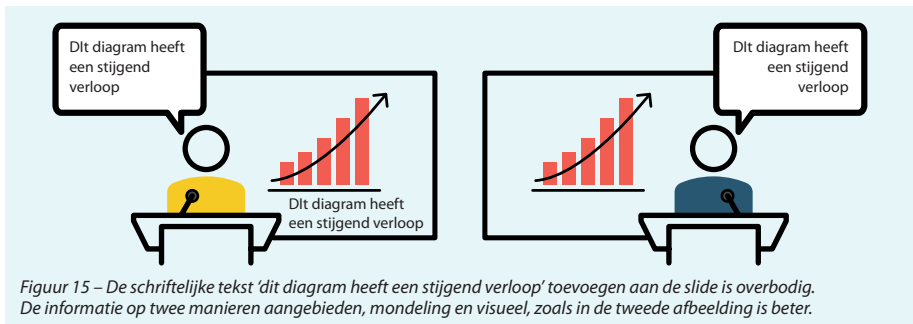 DIt diagram heeft
een stijgend
verloop
DIt diagram heeft
een stijgend verloop
DIt diagram heeft
een stijgend
verloop
Figuur 15 – De schriftelijke tekst ‘dit diagram heeft een stijgend verloop’ toevoegen aan de slide is overbodig.
De informatie op twee manieren aangebieden, mondeling en visueel, zoals in de tweede afbeelding is beter.